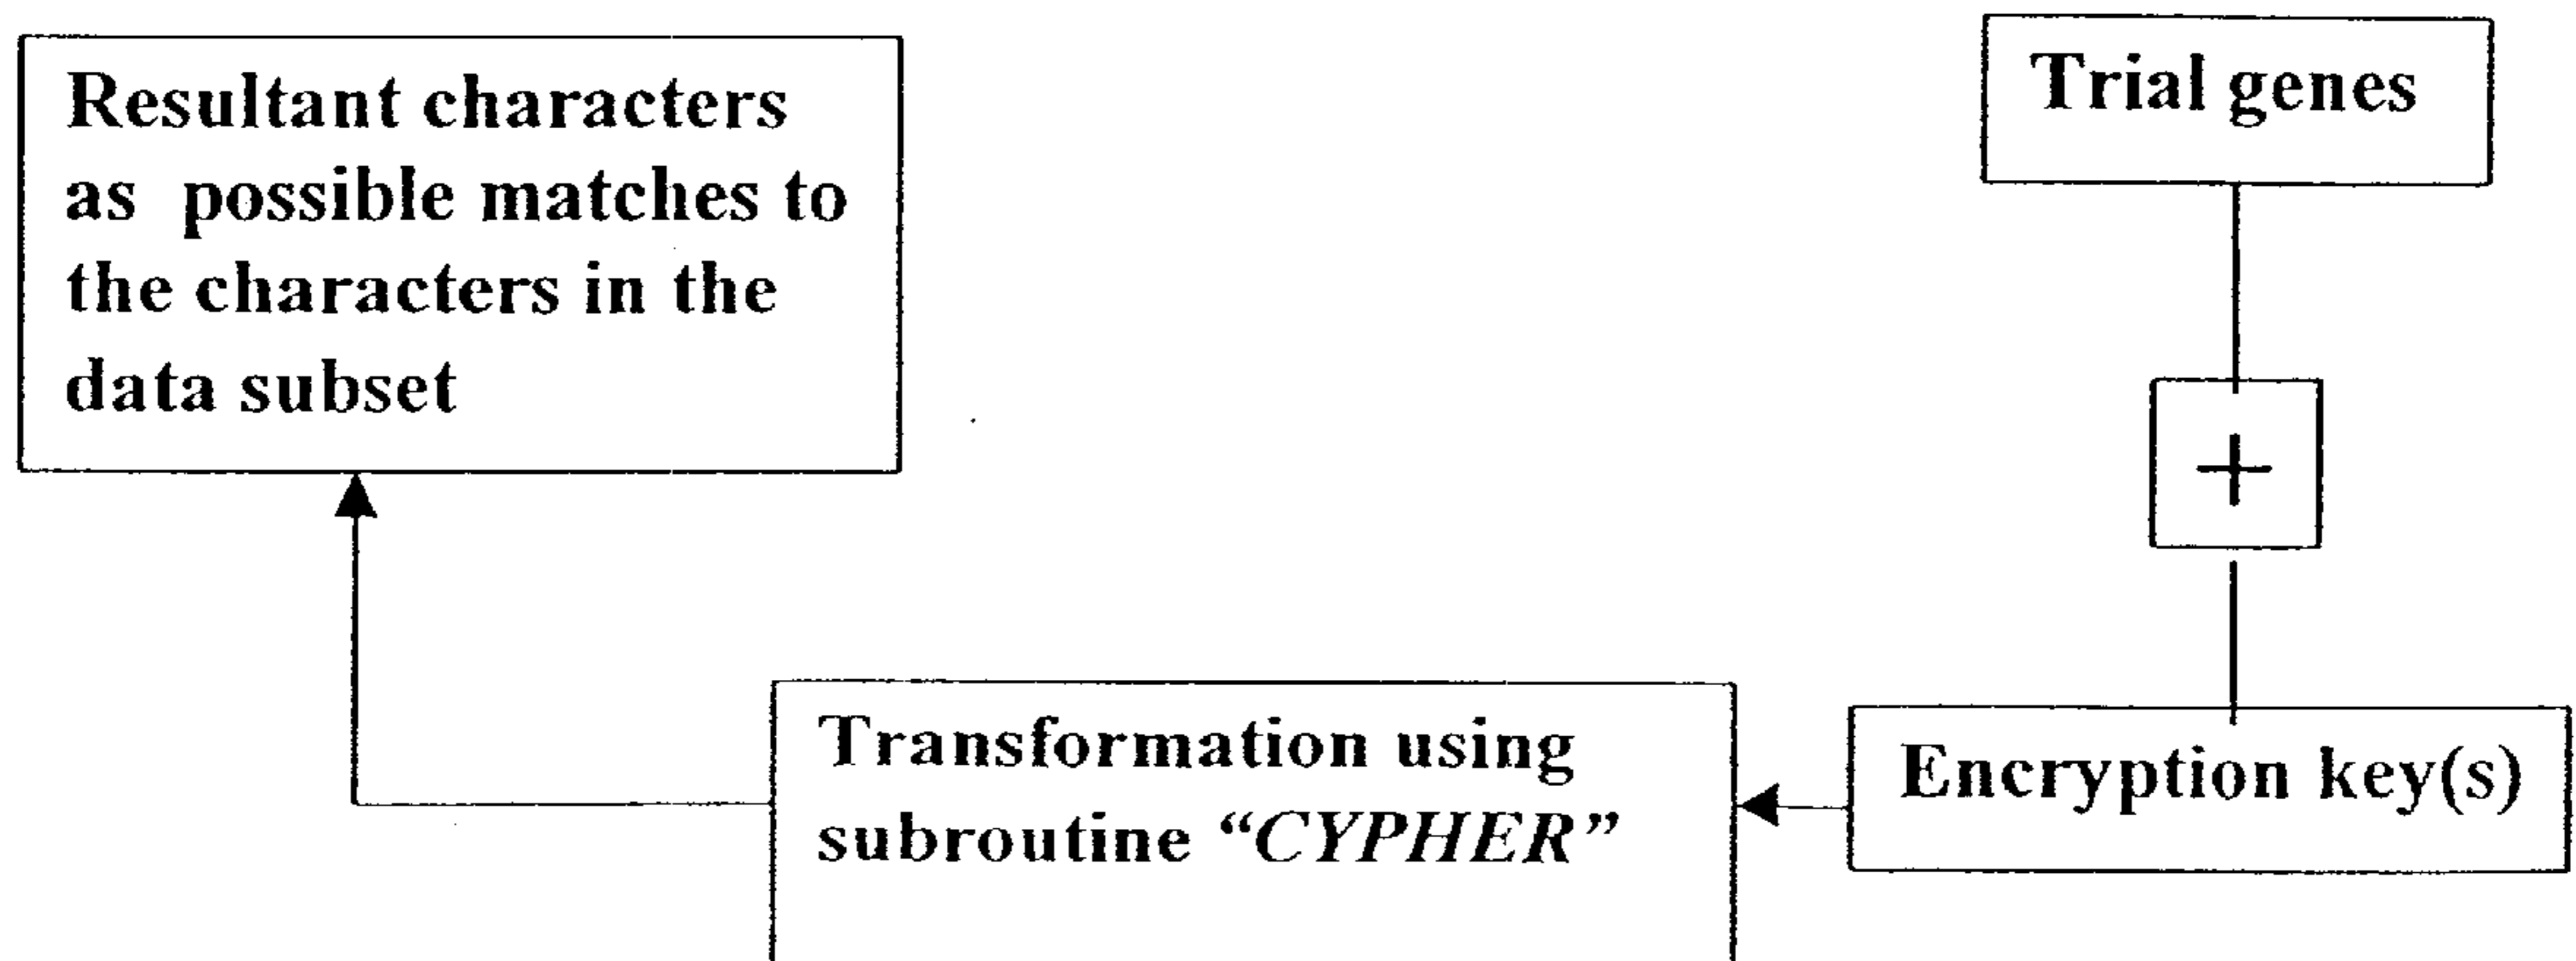 Resultant characters
as possible matches to
the characters in the
data subset
Trial genes
+
Encryption key(s)
Transformation using
subroutine “CYPHER”